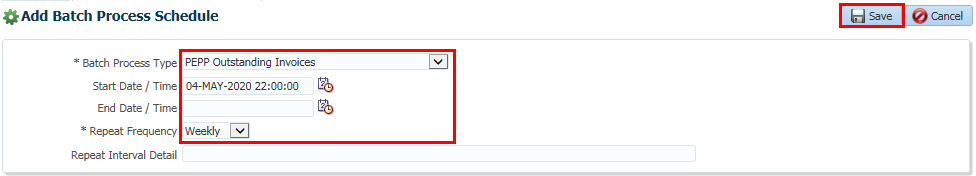 Add Batch Process Schedule
Save
Cancel
* Batch Process Type PEPP Outstanding Invoices
Start Date / Time 04-MAY-2020 22:00:00
End Date / Time
* Repeat Frequency Weekly
Repeat Interval Detail